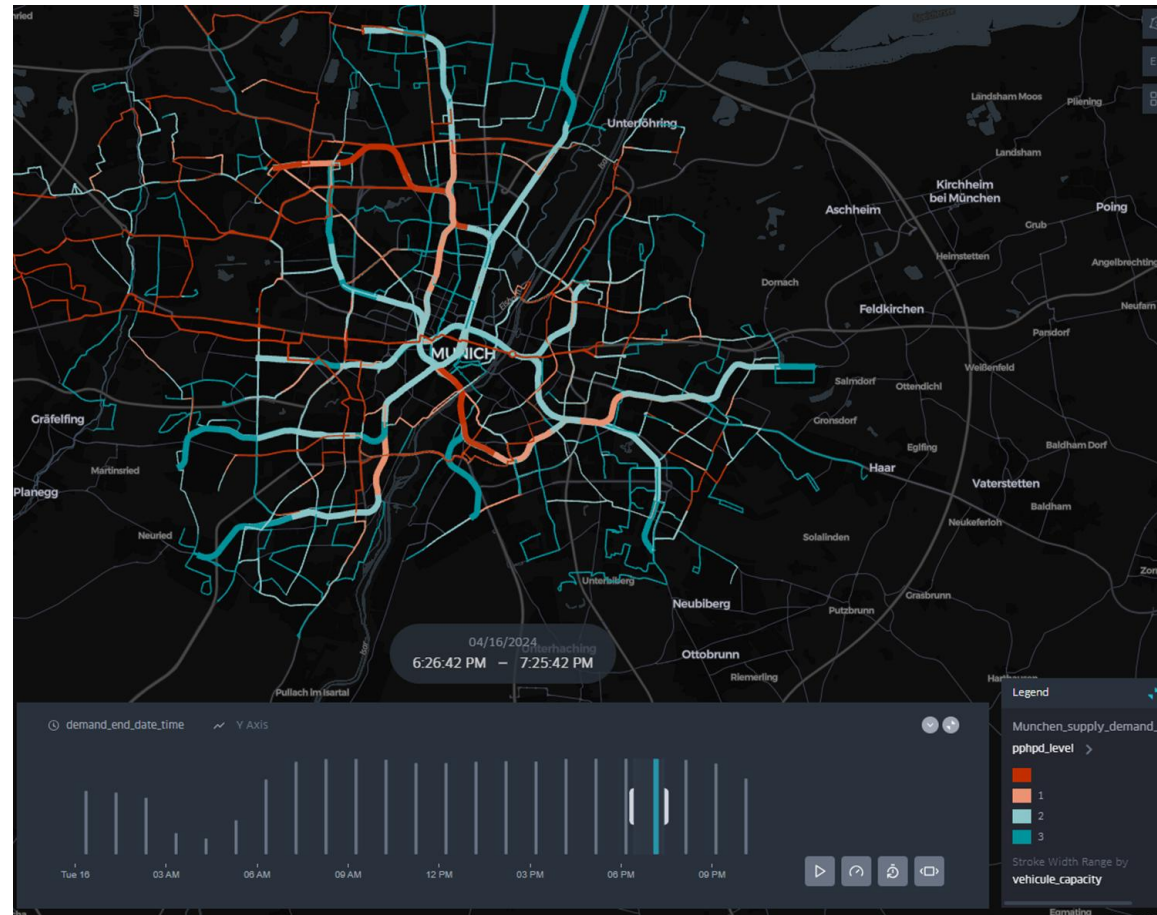 Unterföhring
Landsham Moos
Pliening
Landsham
Kirchheim
bei München
Aschheim
Poing
Grub
Heimstetten
Angelbrechting
Dornach
Feldkirchen
Neufarn
Parsdorf
MUNICH
Weißenfeld
Salmdorf
Ottendichl
Gräfelfing
Gronsdorf
Eglfing
Baldham Dorf
Martinsried
Haar
Planegg
Vaterstetten
Baldham
Neukeferloh
Neuried
Solalinden
Unterbiberg
Grasbrunn
Neubiberg
Putzbrunn
04/16/2024
Unterhaching
6:26:42 PM – 7:25:42 PM
Ottobrunn
Riemerling
Pullach im Isartal
Legend
demand_end_date_time
Y Axis
Munchen_supply_demand_
pphpd_level
1
2
3
Stroke Width Range by
vehicule_capacity
Tue 16
03 AM
06 AM
09 AM
12 PM
03 PM
06 PM
09 PM
Egmating